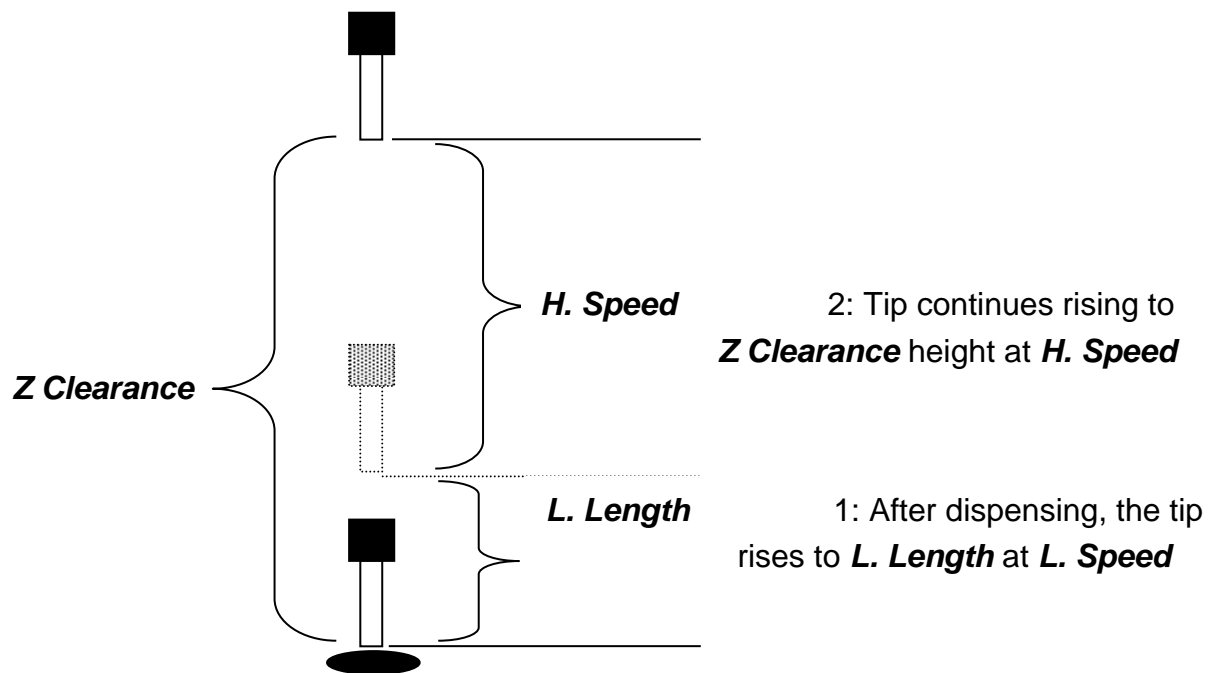 H. Speed
2: Tip continues rising to
Z Clearance height at H. Speed
Z Clearance
L. Length
1: After dispensing, the tip
rises to L. Length at L. Speed